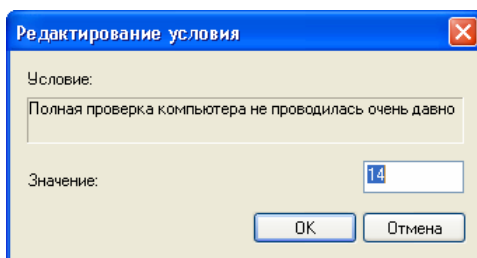 Редактирование условия
Условие:
Полная проверка компьютера не проводилась очень давно
Значение:
14
OK
Отмена